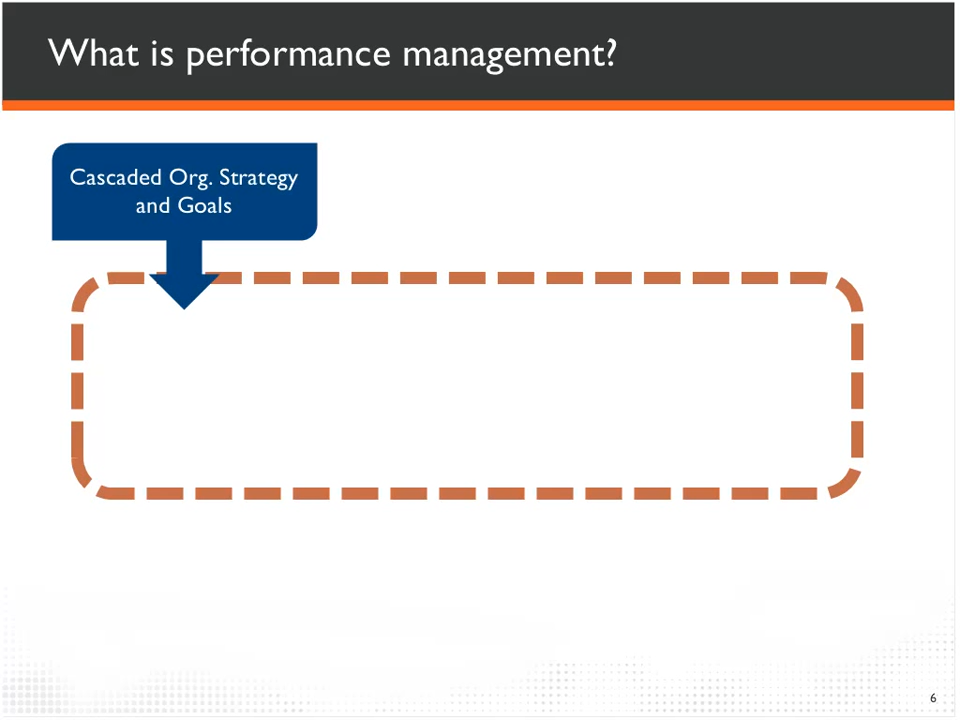 What is performance management?
Cascaded Org. Strategy
and Goals
6